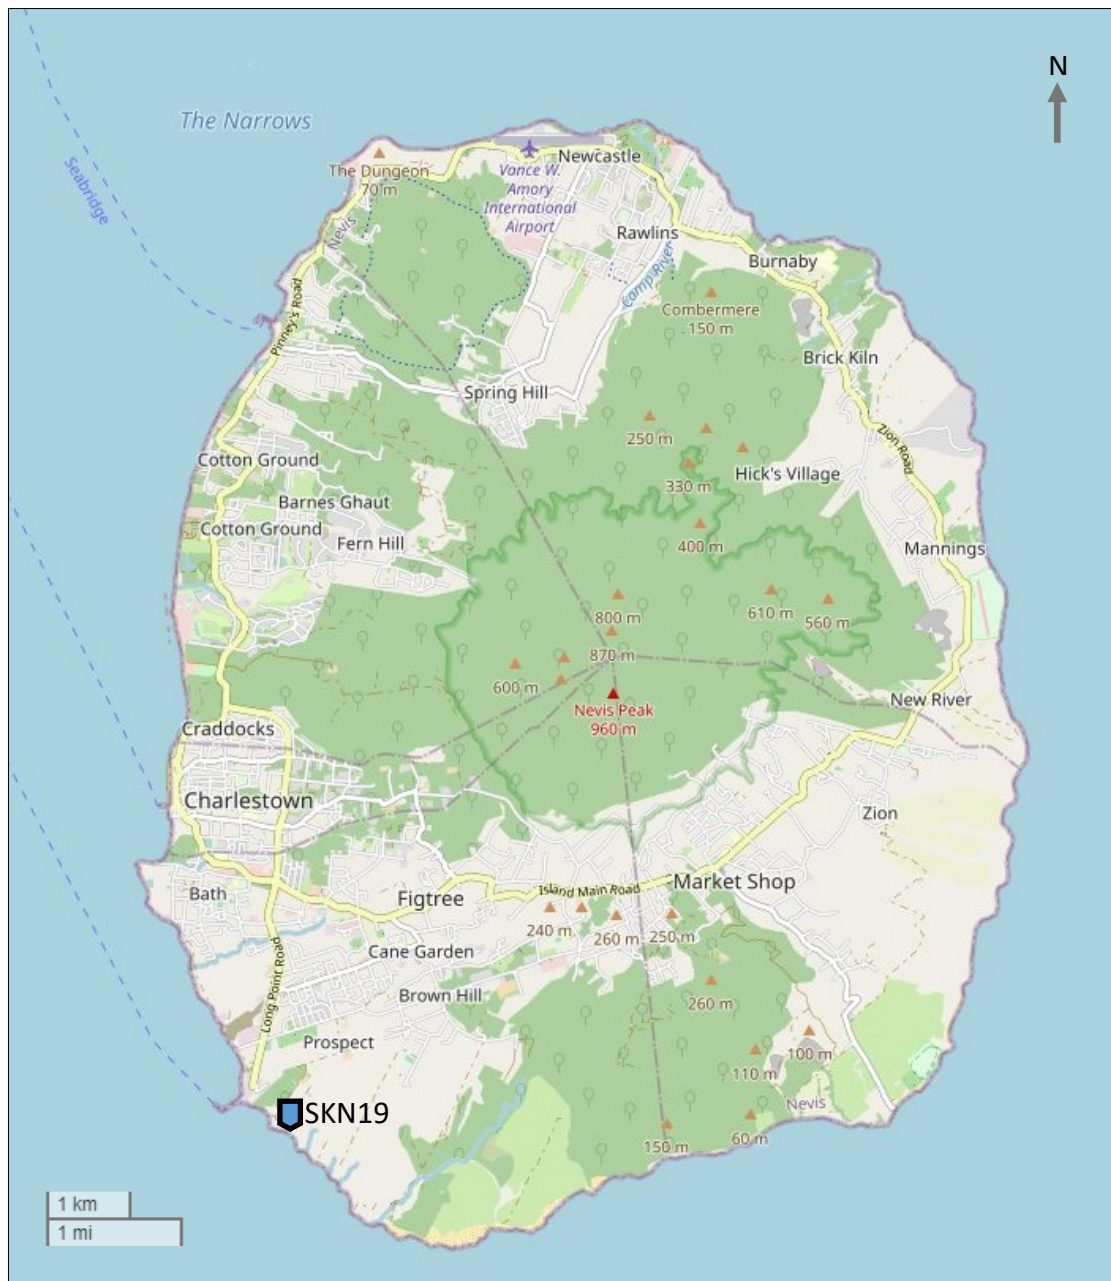 N
The Narrows
Seabridge
The Dungeon
70 m
Newcastle
Vance W.
Amory
International
Airport
Nevis
Rawlins
Camp River
Burnaby
Combermere
150 m
Pinney's Road
Brick Kiln
Spring Hill
250 m
Zion Road
Cotton Ground
330 m
Hick's Village
Barnes Ghaut
Cotton Ground
Fern Hill
400 m
Mannings
800 m
610 m
560 m
870 m
600 m
Nevis Peak
960 m
New River
Craddocks
Charlestown
Zion
Island Main Road
Market Shop
Bath
Figtree
240 m
260 m
250 m
Cane Garden
Long Point Road
Brown Hill
260 m
Prospect
100 m
110 m
Nevis
SKN19
60 m
150 m
1 km
1 mi